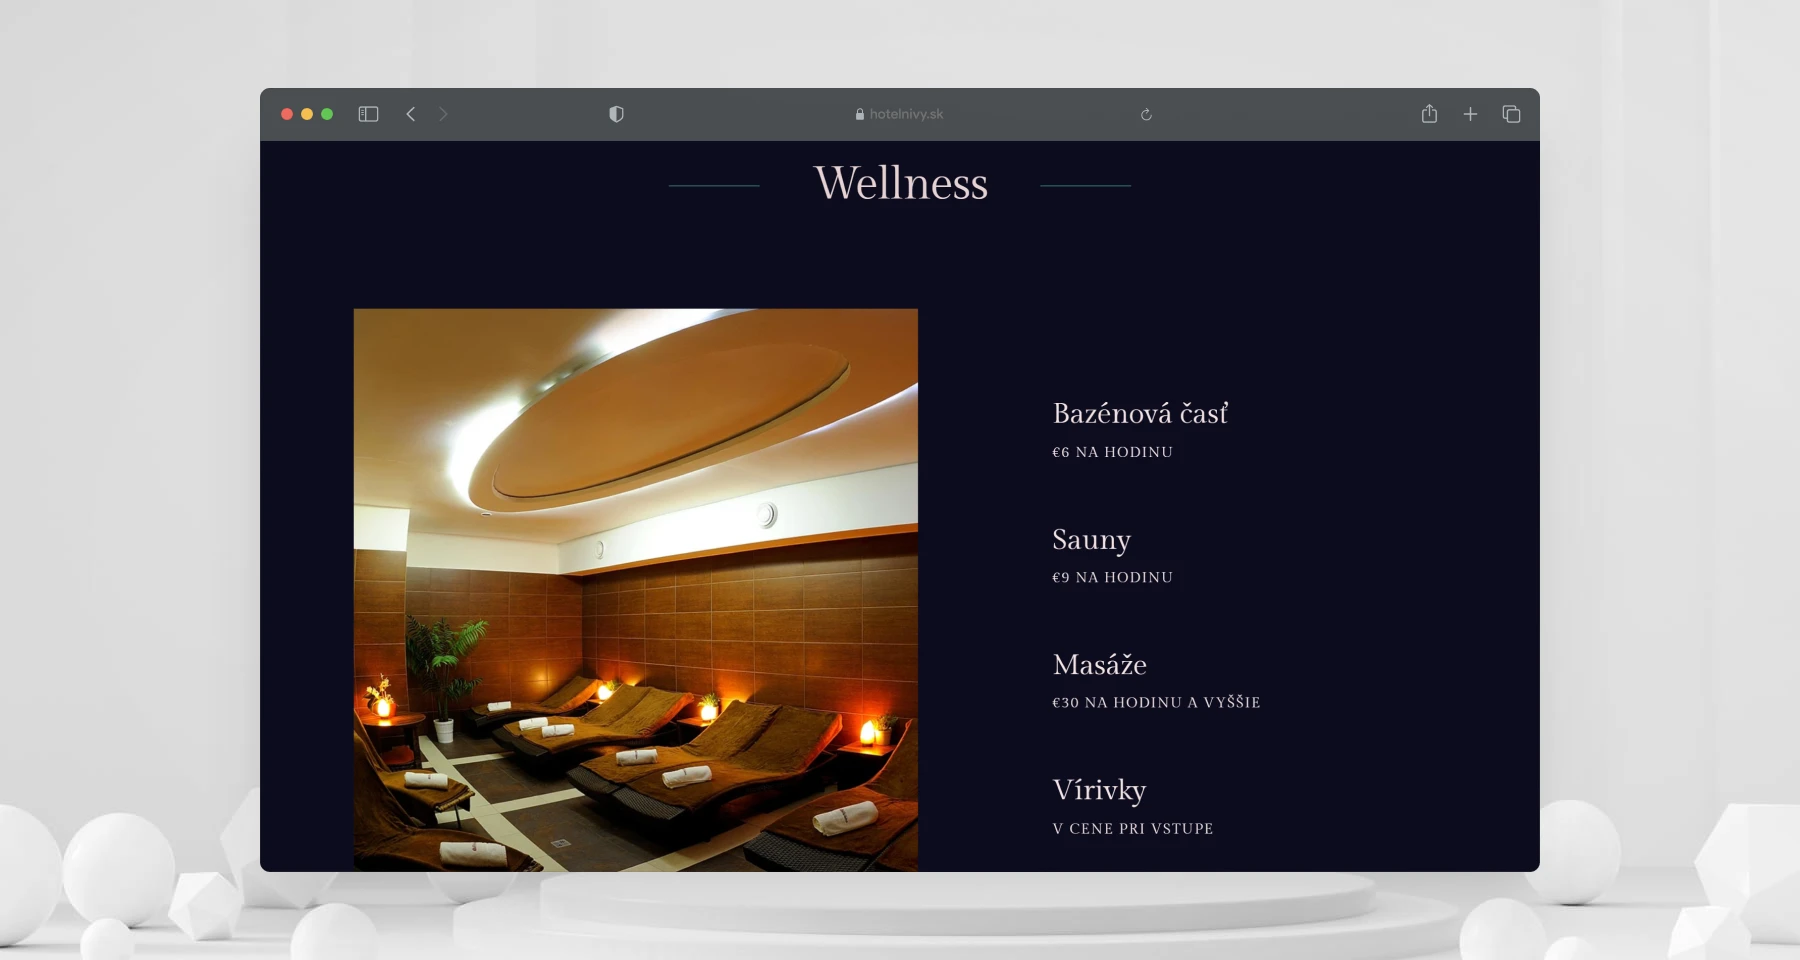 hotelnivy.sk
Wellness
Bazénová časť
€6 NA HODINU
Sauny
€9 NA HODINU
Masáže
€30 NA HODINU A VYŠŠIE
Vírivky
V CENE PRI VSTUPE